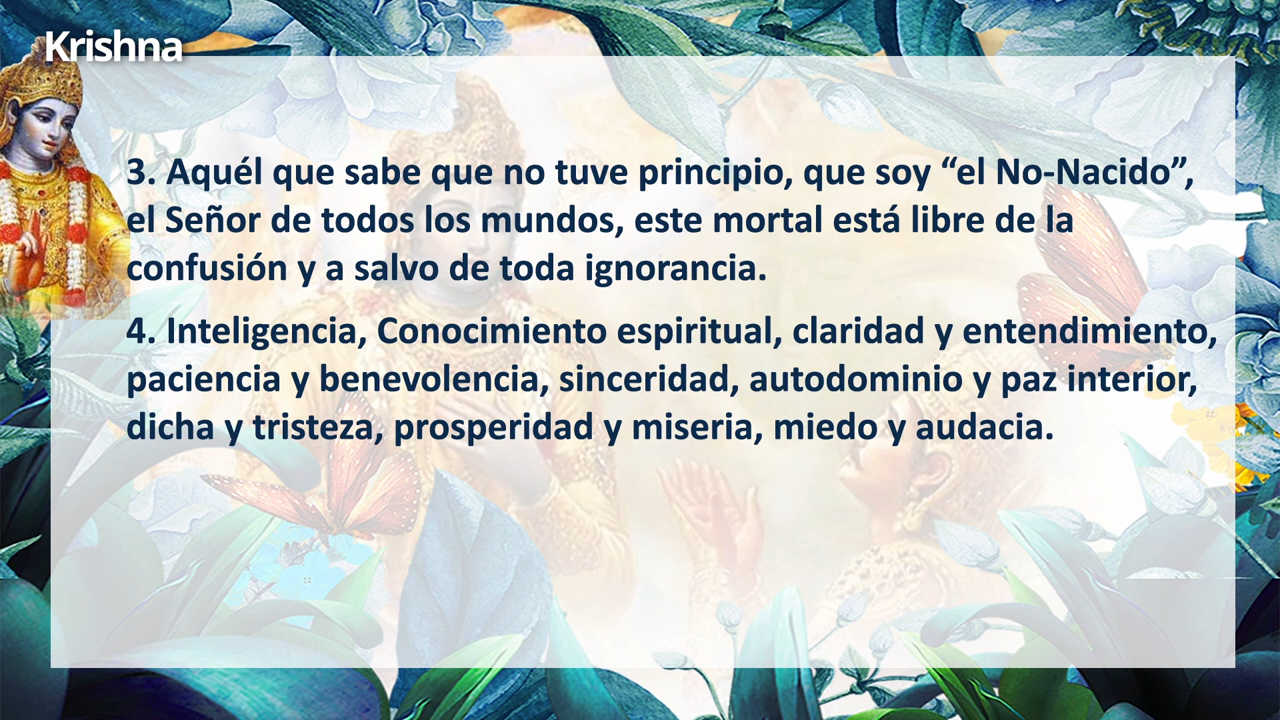 Krishna
3. Aquél que sabe que no tuve principio, que soy “el No-Nacido”,
el Señor de todos los mundos, este mortal está libre de la
confusión y a salvo de toda ignorancia.
4. Inteligencia, Conocimiento espiritual, claridad y entendimiento,
paciencia y benevolencia, sinceridad, autodominio y paz interior,
dicha y tristeza, prosperidad y miseria, miedo y audacia.